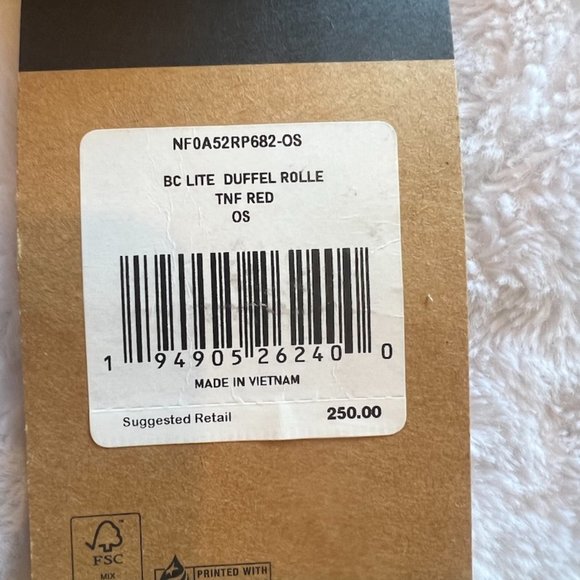 NF0A52RP682-OS
BC LITE DUFFEL ROLLE
TNF RED
OS
1 94905 26240 0
MADE IN VIETNAM
Suggested Retail 250.00
FSC
MIX
PRINTED WITH